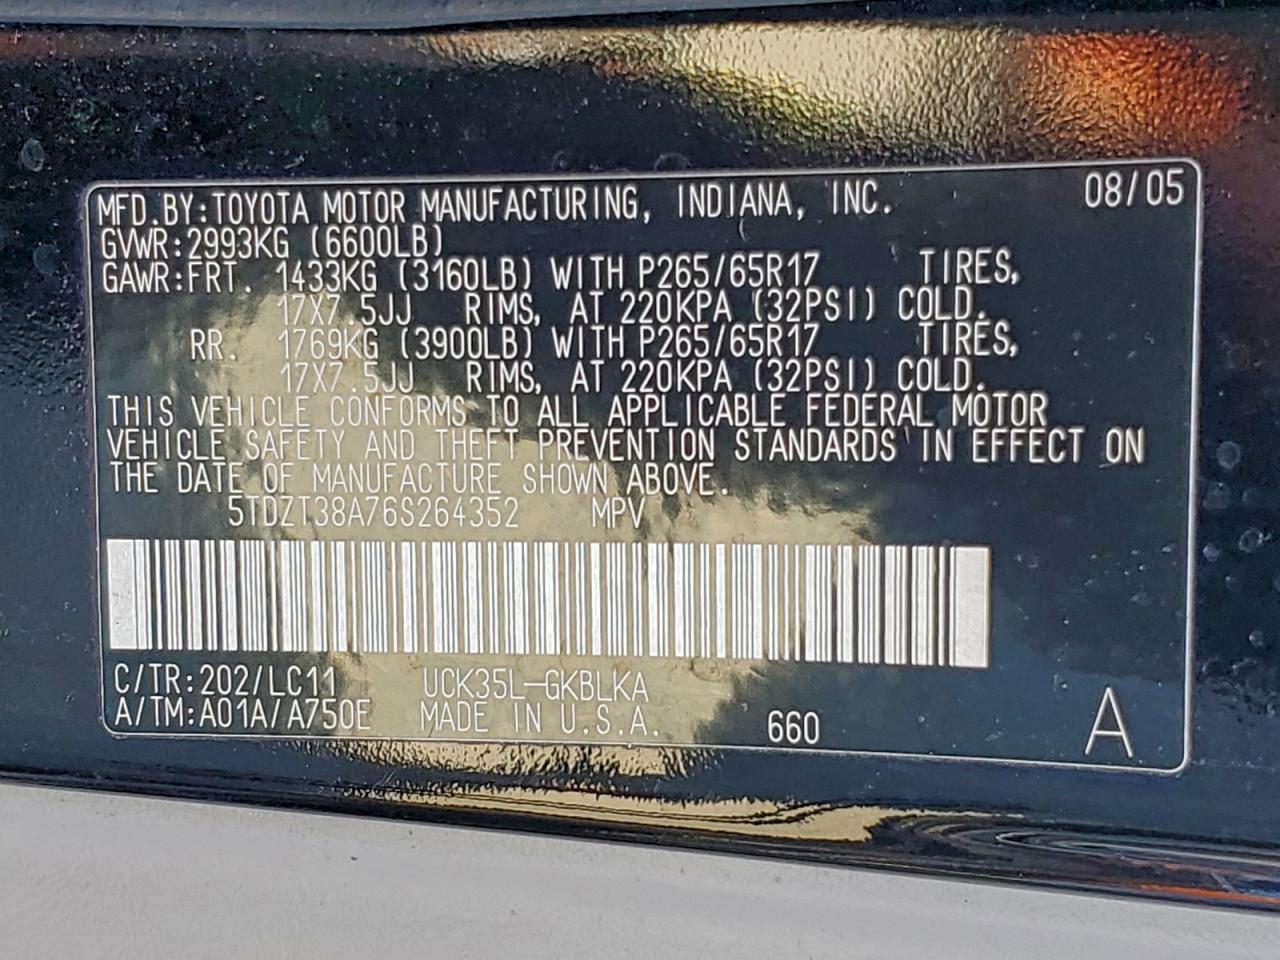 MFD.BY:TOYOTA MOTOR MANUFACTURING, INDIANA, INC. 08/05
GVWR:2993KG (6600LB)
GAWR:FRT. 1433KG (3160LB) WITH P265/65R17 TIRES,
17X7.5JJ RIMS, AT 220KPA (32PSI) COLD.
RR. 1769KG (3900LB) WITH P265/65R17 TIRES,
17X7.5JJ RIMS, AT 220KPA (32PSI) COLD.
THIS VEHICLE CONFORMS TO ALL APPLICABLE FEDERAL MOTOR
VEHICLE SAFETY AND THEFT PREVENTION STANDARDS IN EFFECT ON
THE DATE OF MANUFACTURE SHOWN ABOVE.
5TDZT38A76S264352 MPV
C/TR:202/LC11 UCK35L-GKBLKA
A/TM:A01A/A750E MADE IN U.S.A. 660 A